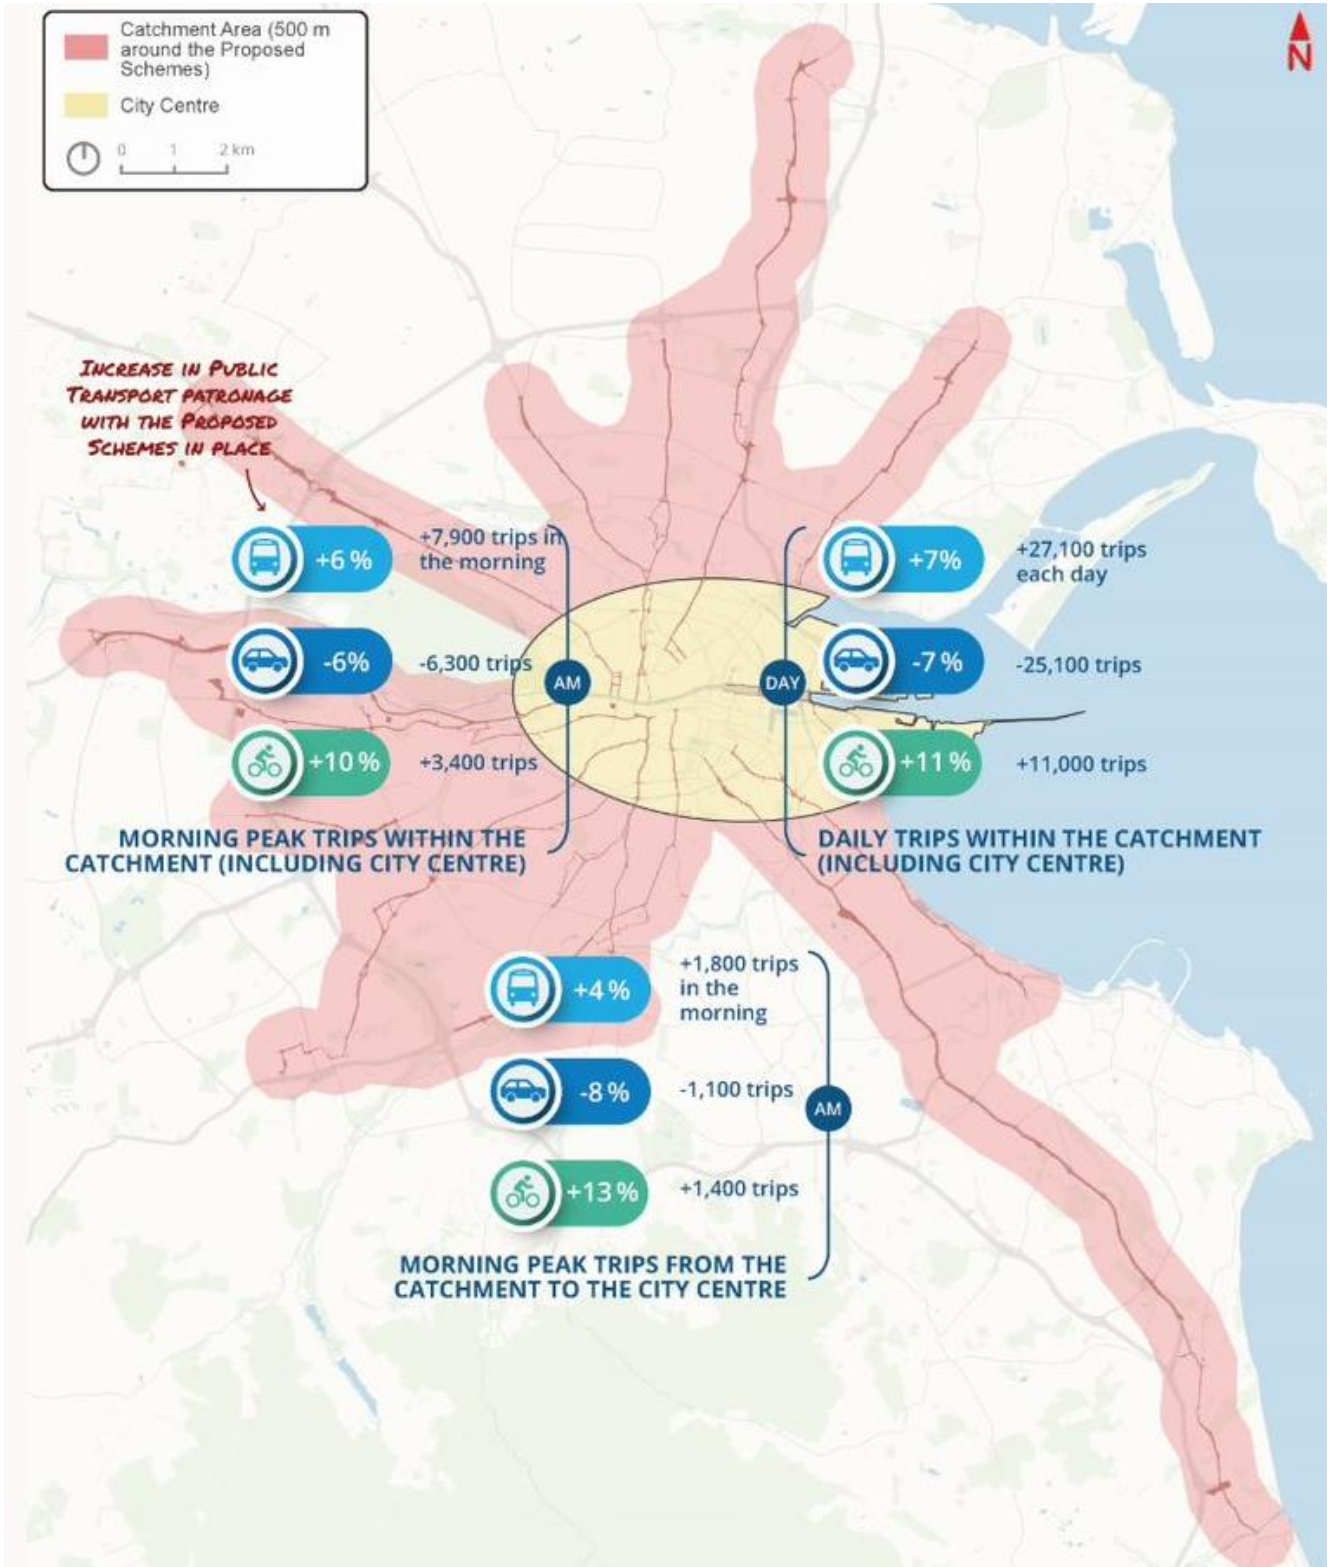 Catchment Area (500 m
around the Proposed
Schemes)
City Centre
0 1 2 km
N
INCREASE IN PUBLIC
TRANSPORT PATRONAGE
WITH THE PROPOSED
SCHEMES IN PLACE
+6 %
+7,900 trips in
the morning
-6%
-6,300 trips
AM
+10 %
+3,400 trips
MORNING PEAK TRIPS WITHIN THE
CATCHMENT (INCLUDING CITY CENTRE)
+7%
+27,100 trips
each day
DAY
-7 %
-25,100 trips
+11 %
+11,000 trips
DAILY TRIPS WITHIN THE CATCHMENT
(INCLUDING CITY CENTRE)
+4 %
+1,800 trips
in the
morning
-8 %
-1,100 trips
AM
+13 %
+1,400 trips
MORNING PEAK TRIPS FROM THE
CATCHMENT TO THE CITY CENTRE